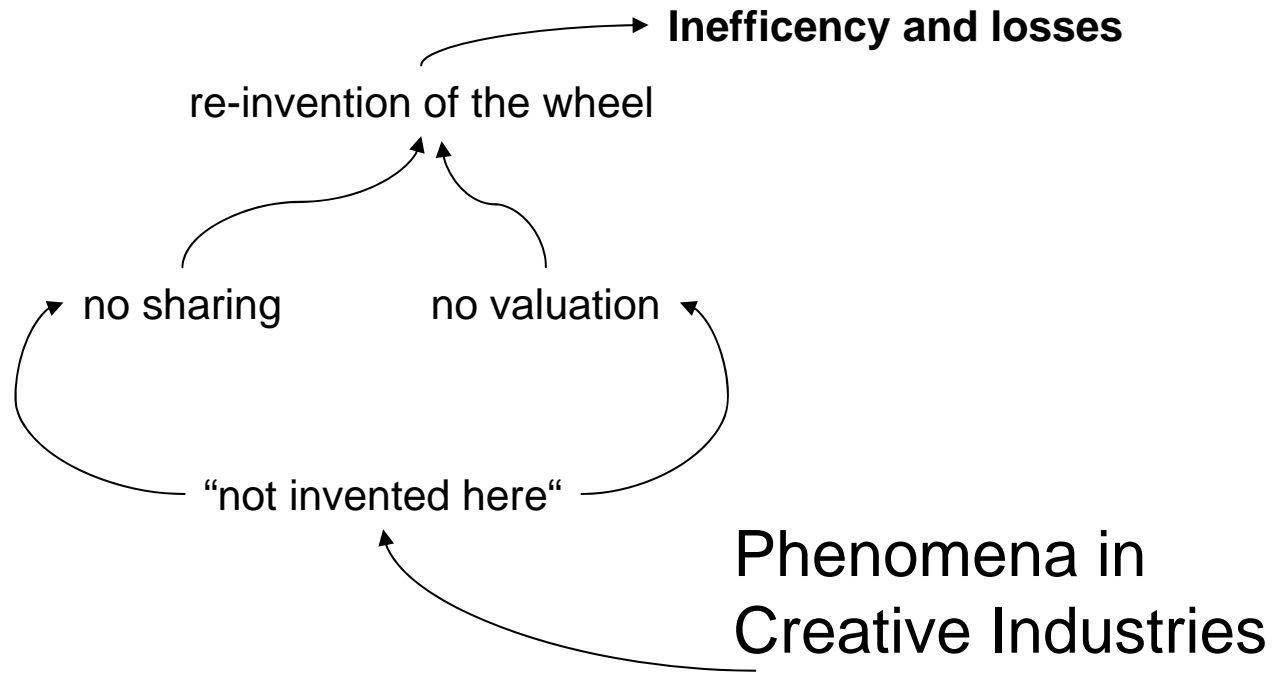 Inefficency and losses
re-invention of the wheel
no sharing
no valuation
“not invented here“
Phenomena in
Creative Industries